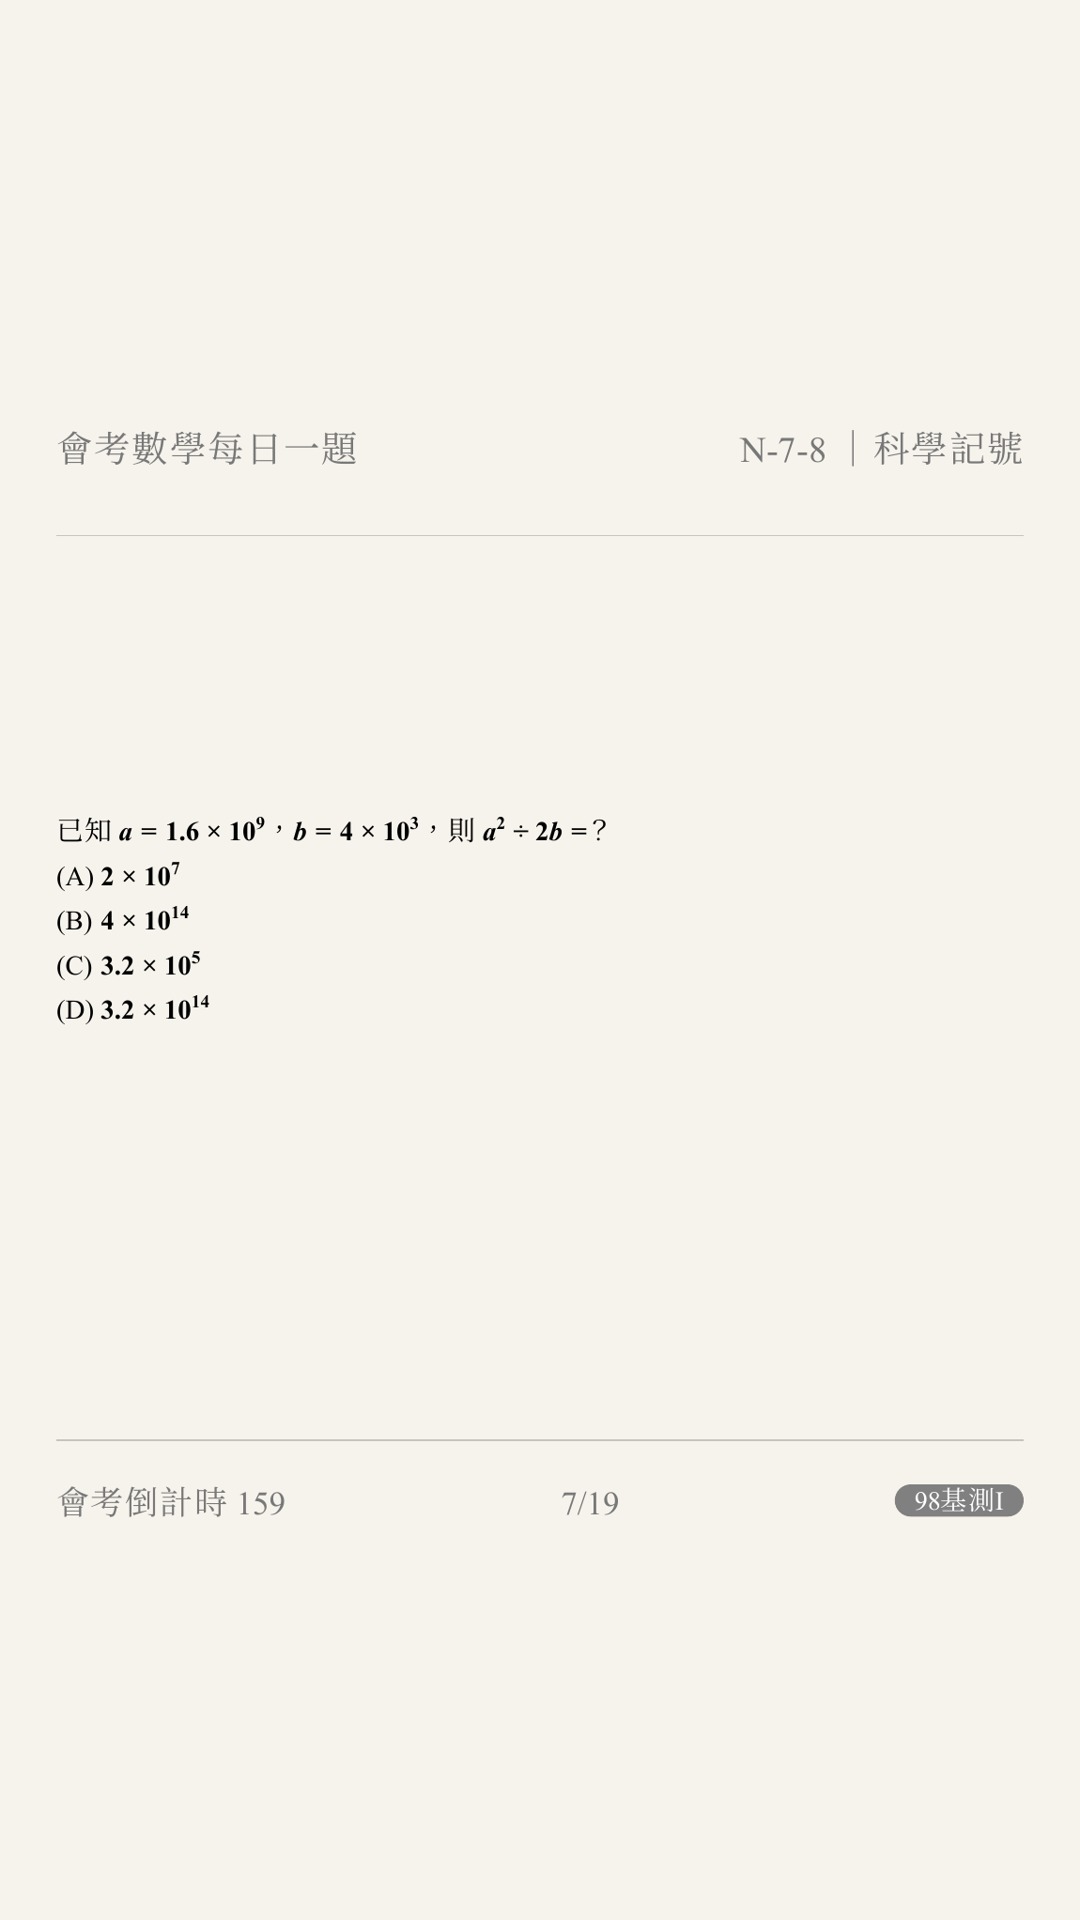 會考數學每日一題
N-7-8｜科學記號
已知 a = 1.6 × 10⁹，b = 4 × 10³，則 a² ÷ 2b =？
(A) 2 × 10⁷
(B) 4 × 10¹⁴
(C) 3.2 × 10⁵
(D) 3.2 × 10¹⁴
會考倒計時 159
7/19
98基測I